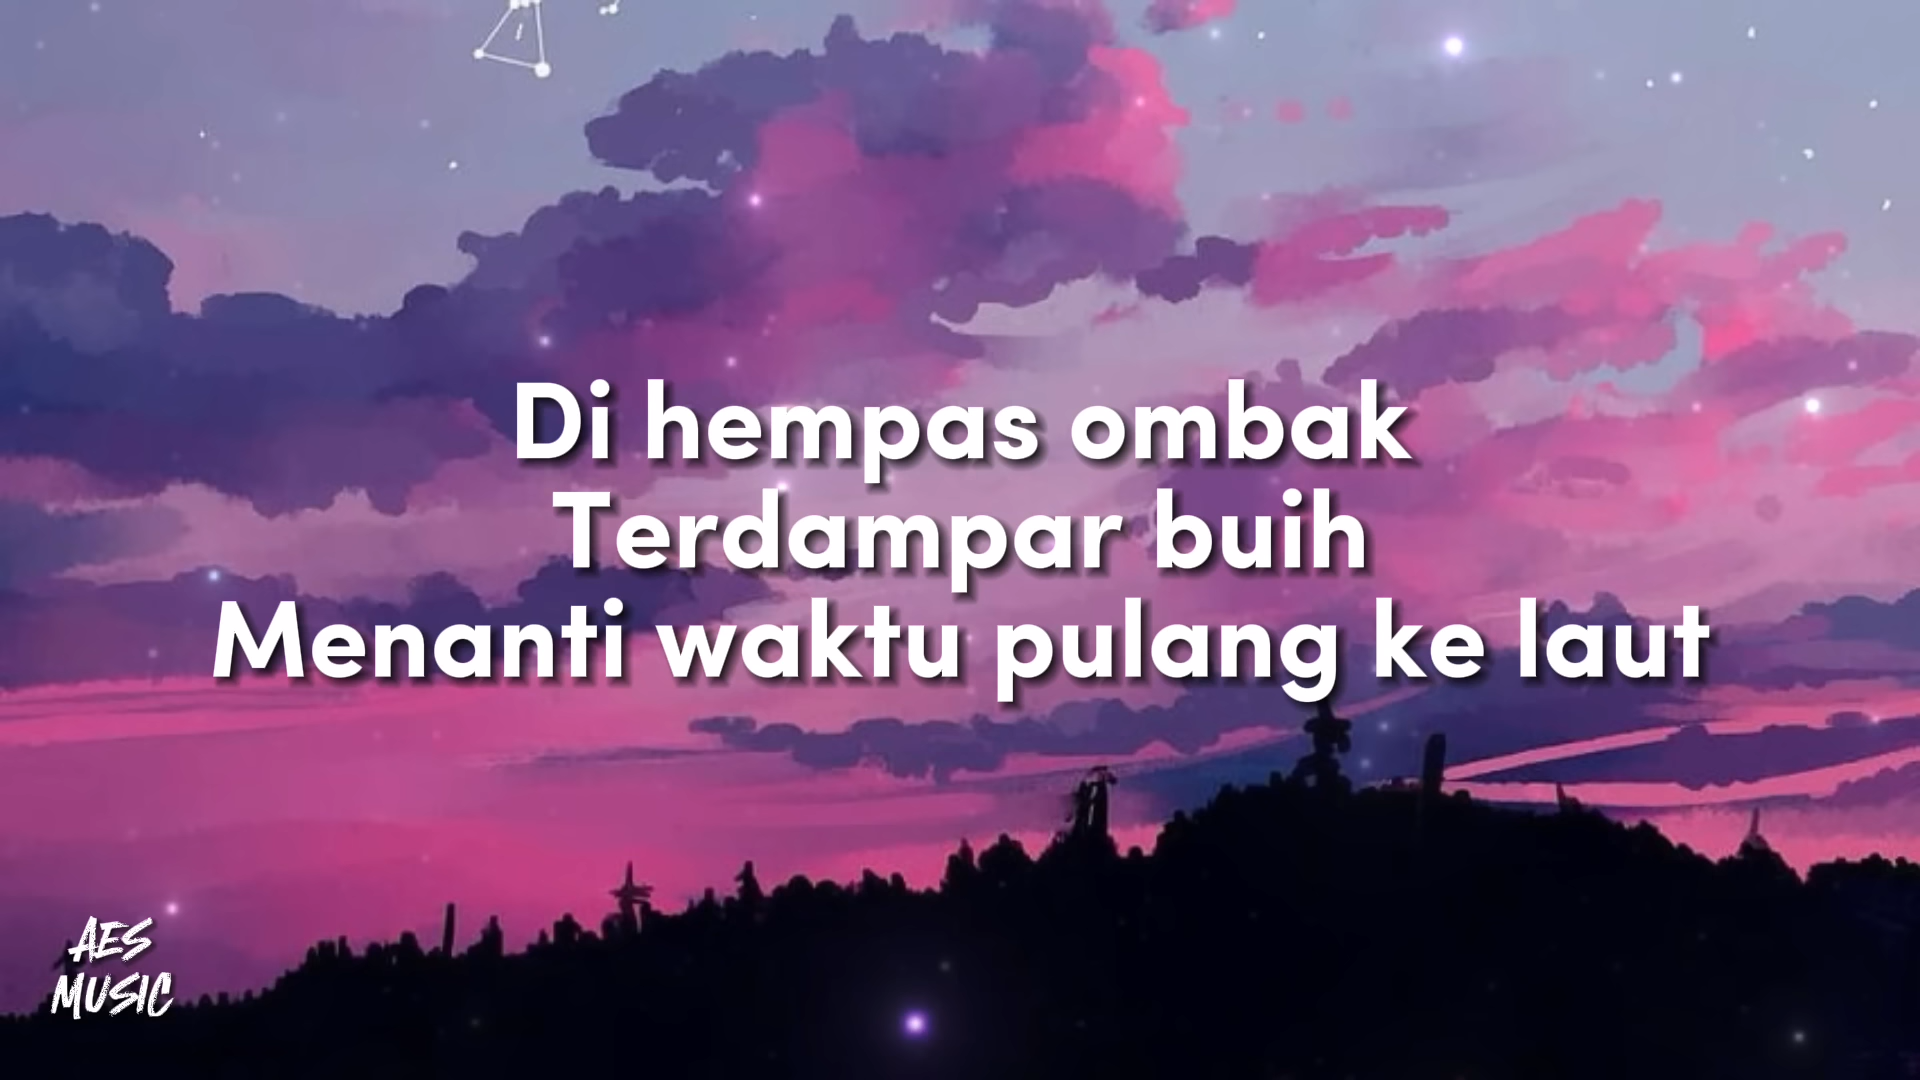 Di hempas ombak
Terdampar buih
Menanti waktu pulang ke laut
AES
MUSIC